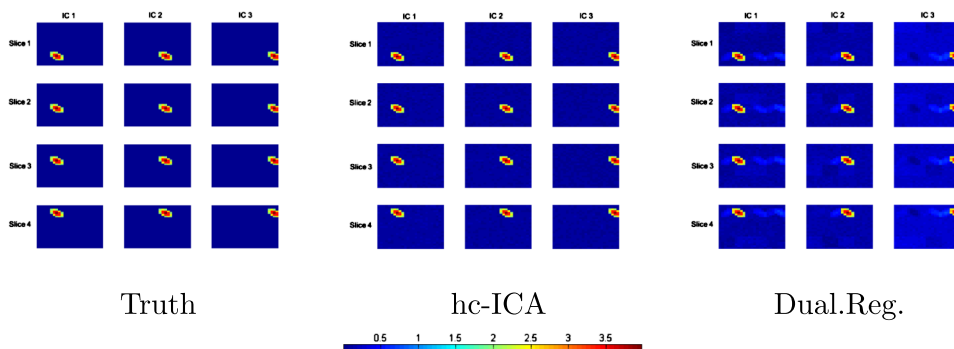 IC 1 IC 2 IC 3 IC 1 IC 2 IC 3 IC 1 IC 2 IC 3
Slice 1 Slice 1 Slice 1
Slice 2 Slice 2 Slice 2
Slice 3 Slice 3 Slice 3
Slice 4 Slice 4 Slice 4
Truth hc-ICA Dual.Reg.
0.5 1 1.5 2 2.5 3 3.5